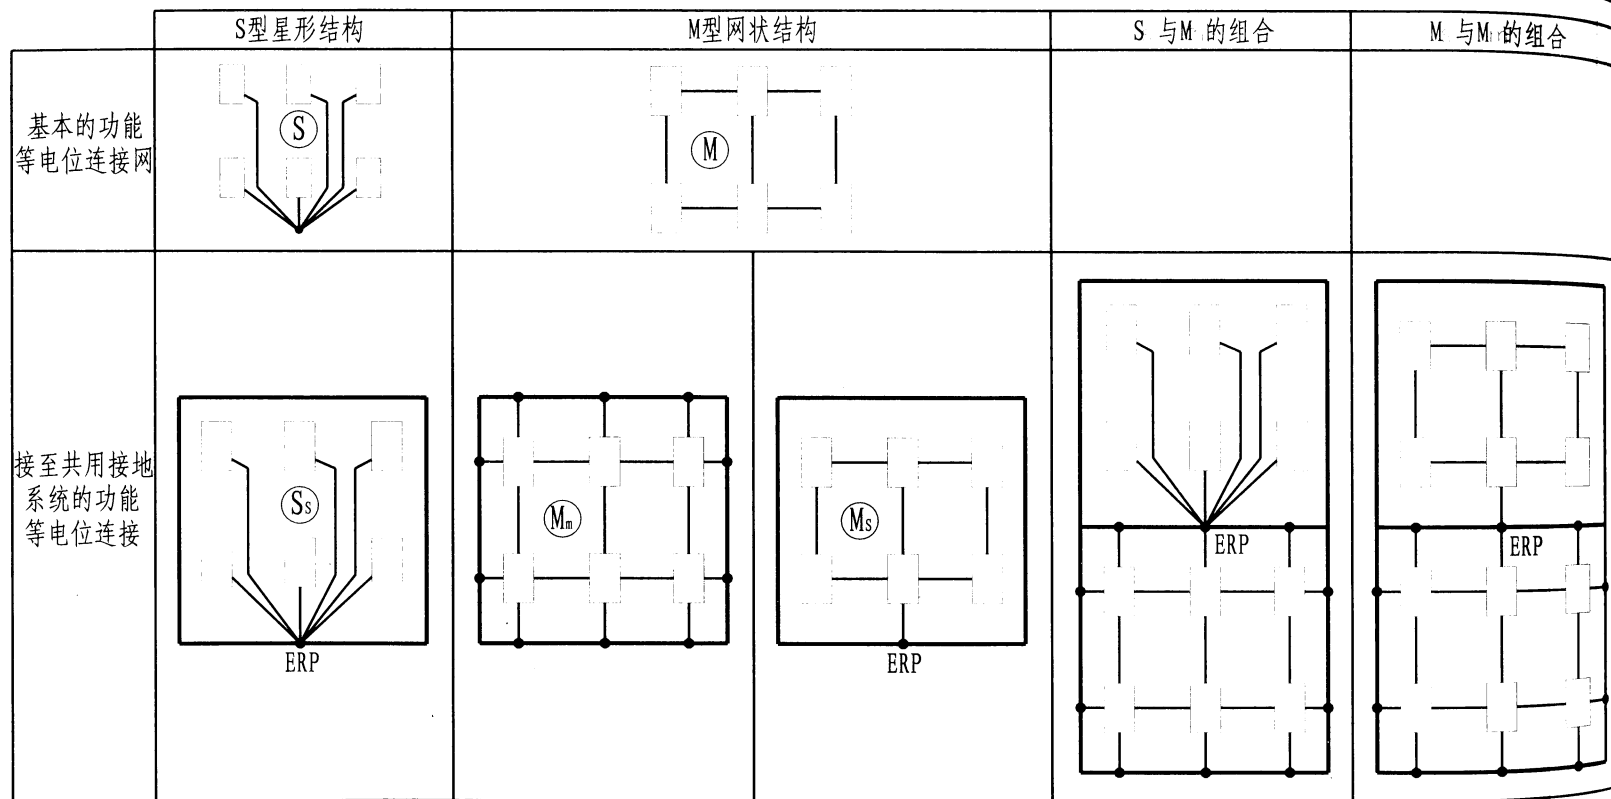 S型星形结构
M型网状结构
S 与M 的组合
M 与M 的组合
基本的功能
等电位连接网
S
M
接至共用接地
系统的功能
等电位连接
Ss
ERP
Mm
Ms
ERP
ERP
ERP